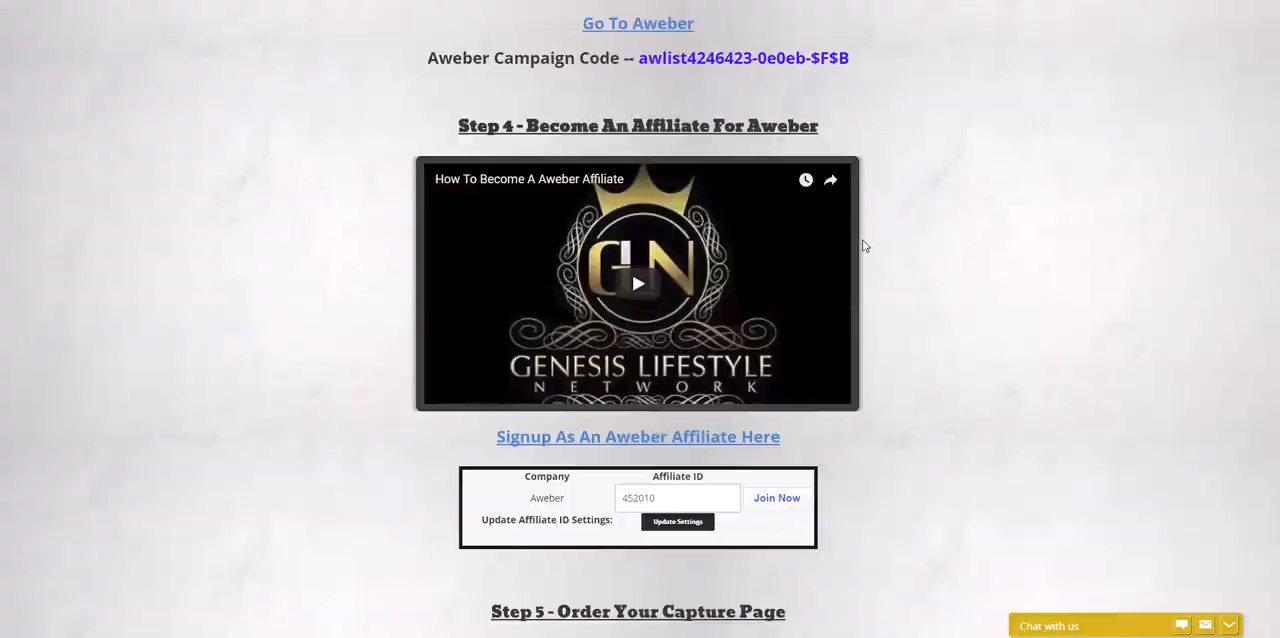 Go To Aweber
Aweber Campaign Code -- awlist4246423-0e0eb-$F$B
Step 4 - Become An Affiliate For Aweber
How To Become A Aweber Affiliate
GLN
GENESIS LIFESTYLE
NETWORK
Signup As An Aweber Affiliate Here
Company Affiliate ID
Aweber 452010 Join Now
Update Affiliate ID Settings: Update Settings
Step 5 - Order Your Capture Page
Chat with us